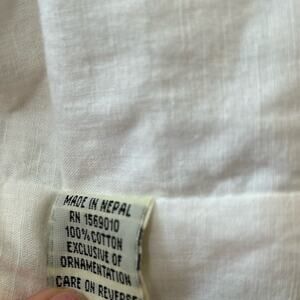 MADE IN NEPAL
RN 1569010
100% COTTON
EXCLUSIVE OF
ORNAMENTATION
CARE ON REVERSE